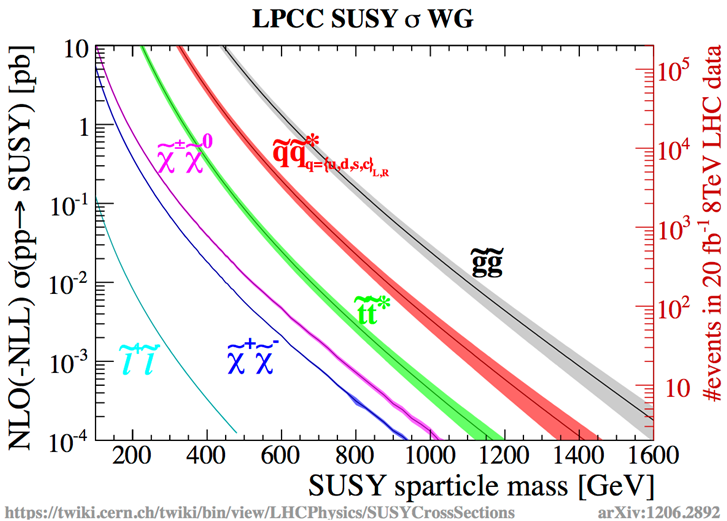 LPCC SUSY σ WG
NLO(-NLL) σ(pp→ SUSY) [pb]
10
1
10⁻¹
10⁻²
10⁻³
10⁻⁴
χ̃±χ̃⁰
q̃q̃* q={u,d,s,c}L,R
g̃g̃
t̃t̃*
l̃⁺l̃⁻
χ̃⁺χ̃⁻
10⁵
10⁴
10³
10²
10
#events in 20 fb⁻¹ 8TeV LHC data
200 400 600 800 1000 1200 1400 1600
SUSY sparticle mass [GeV]
https://twiki.cern.ch/twiki/bin/view/LHCPhysics/SUSYCrossSections arXiv:1206.2892